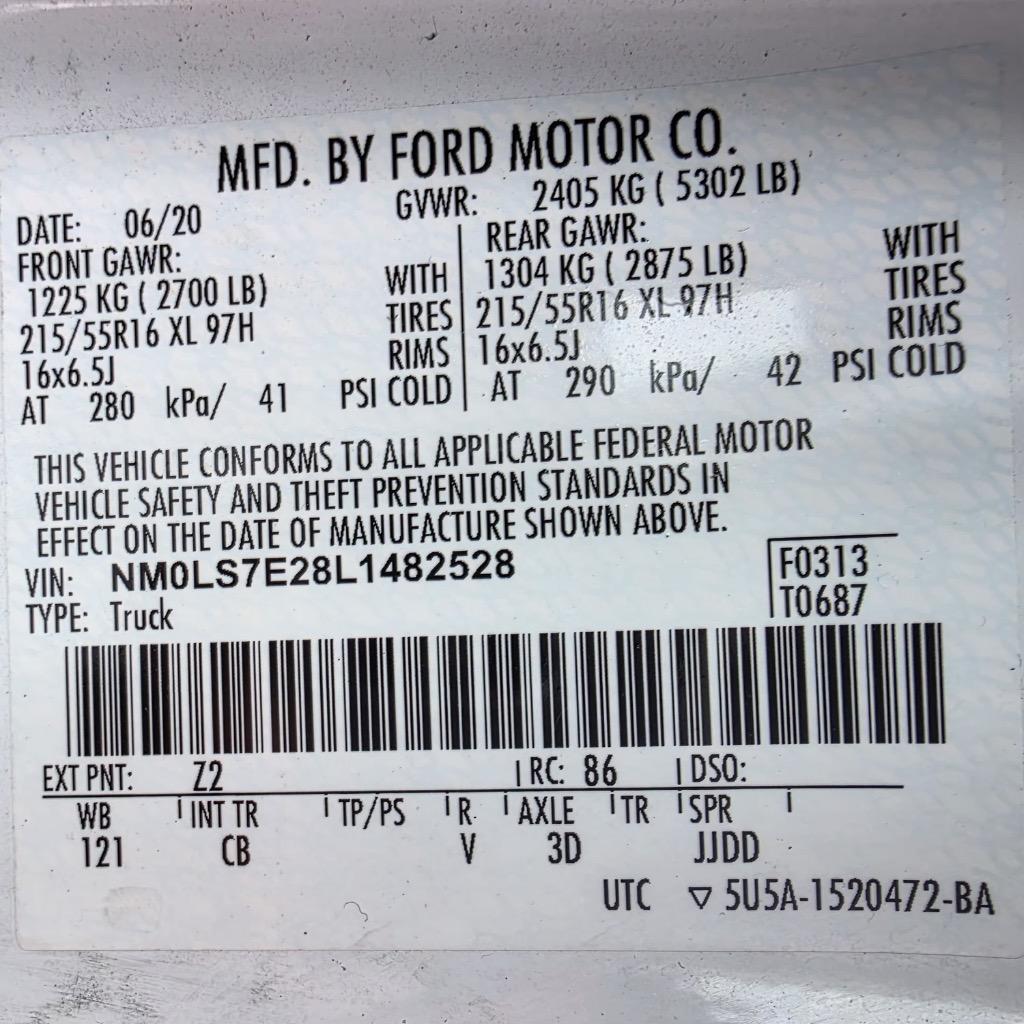 MFD. BY FORD MOTOR CO.
DATE: 06/20 GVWR: 2405 KG ( 5302 LB)
FRONT GAWR: REAR GAWR:
1225 KG ( 2700 LB) WITH 1304 KG ( 2875 LB) WITH
215/55R16 XL 97H TIRES 215/55R16 XL 97H TIRES
16x6.5J RIMS 16x6.5J RIMS
AT 280 kPa/ 41 PSI COLD AT 290 kPa/ 42 PSI COLD
THIS VEHICLE CONFORMS TO ALL APPLICABLE FEDERAL MOTOR
VEHICLE SAFETY AND THEFT PREVENTION STANDARDS IN
EFFECT ON THE DATE OF MANUFACTURE SHOWN ABOVE.
VIN: NM0LS7E28L1482528 F0313
TYPE: Truck T0687
EXT PNT: Z2 RC: 86 DSO:
WB INT TR TP/PS R AXLE TR SPR
121 CB V 3D JJDD
UTC ▽ 5U5A-1520472-BA